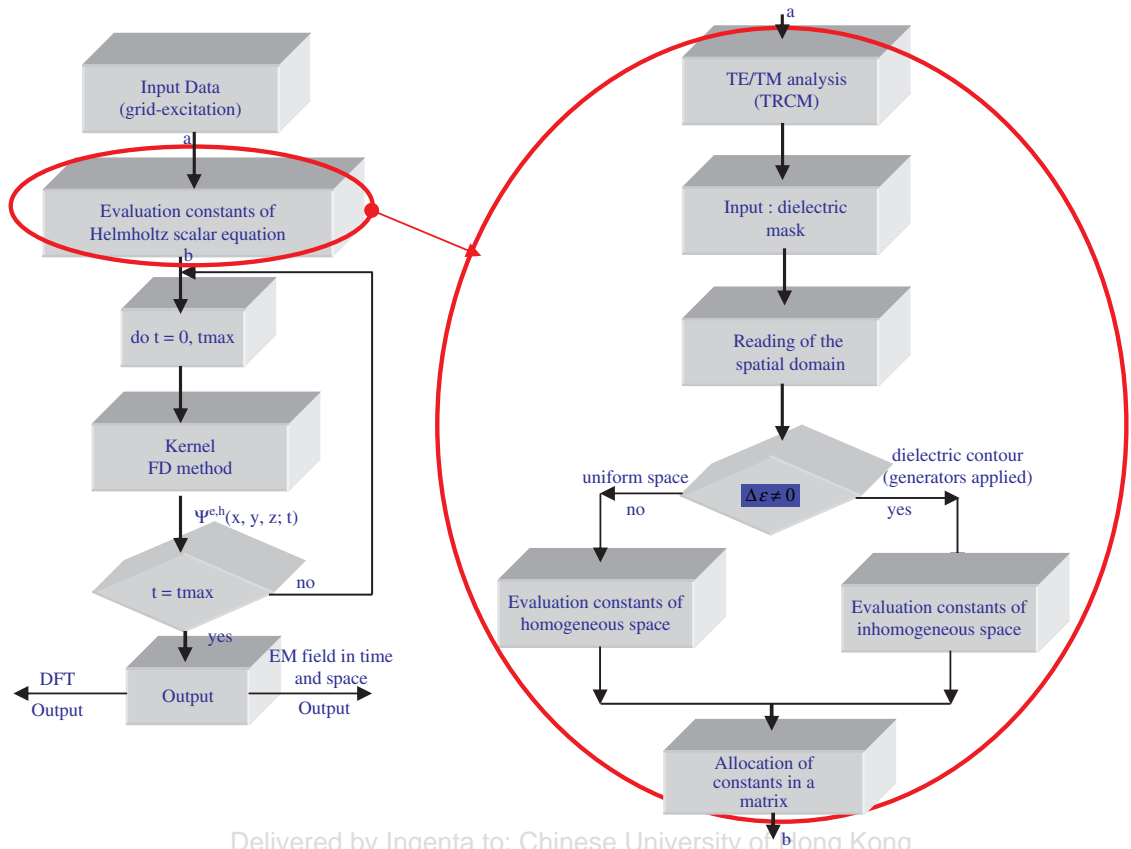 Input Data
(grid-excitation)
a
Evaluation constants of
Helmholtz scalar equation
b
do t = 0, tmax
Kernel
FD method
Ψe,h(x, y, z; t)
t = tmax
no
yes
Output
DFT
Output
EM field in time
and space
Output
a
TE/TM analysis
(TRCM)
Input : dielectric
mask
Reading of the
spatial domain
Δε≠0
uniform space
no
dielectric contour
(generators applied)
yes
Evaluation constants of
homogeneous space
Evaluation constants of
inhomogeneous space
Allocation of
constants in a
matrix
b
Delivered by Ingenta to: Chinese University of Hong Kong